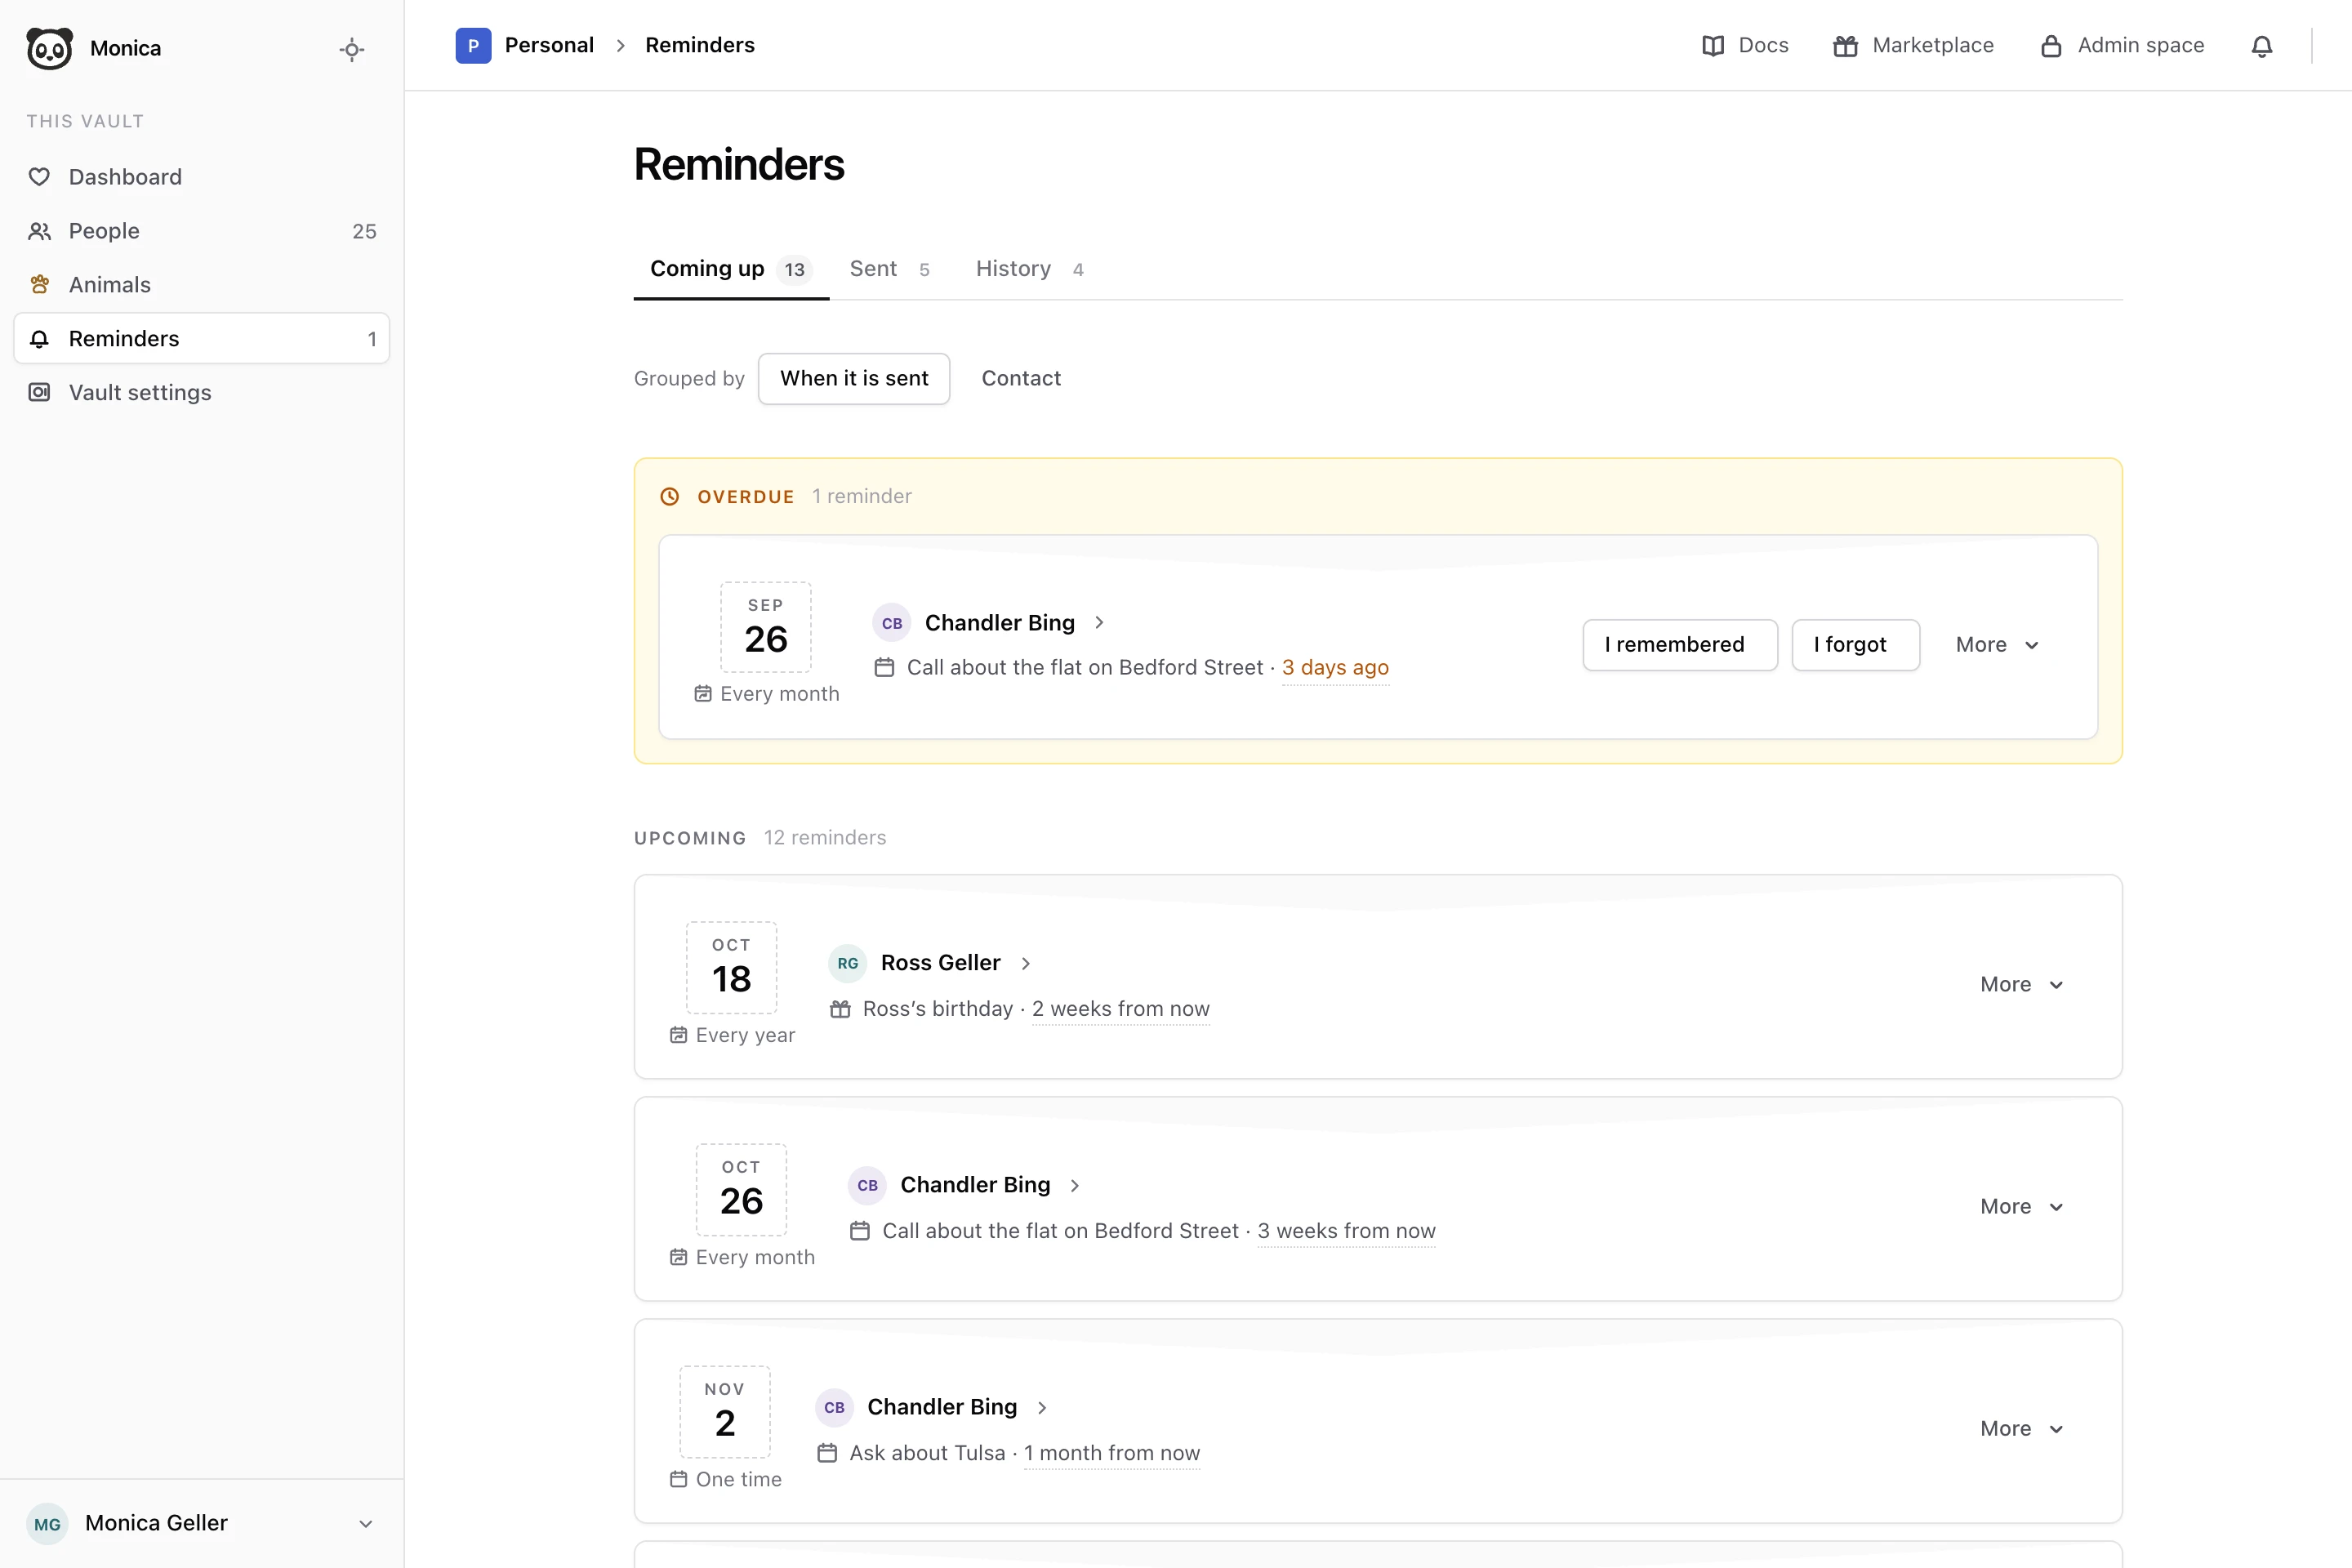 Monica
THIS VAULT
Dashboard
People 25
Animals
Reminders 1
Vault settings
MG Monica Geller
P Personal > Reminders
Docs Marketplace Admin space
Reminders
Coming up 13 Sent 5 History 4
Grouped by When it is sent Contact
OVERDUE 1 reminder
SEP
26
Every month
CB Chandler Bing
Call about the flat on Bedford Street · 3 days ago
I remembered I forgot More
UPCOMING 12 reminders
OCT
18
Every year
RG Ross Geller
Ross’s birthday · 2 weeks from now
More
OCT
26
Every month
CB Chandler Bing
Call about the flat on Bedford Street · 3 weeks from now
More
NOV
2
One time
CB Chandler Bing
Ask about Tulsa · 1 month from now
More